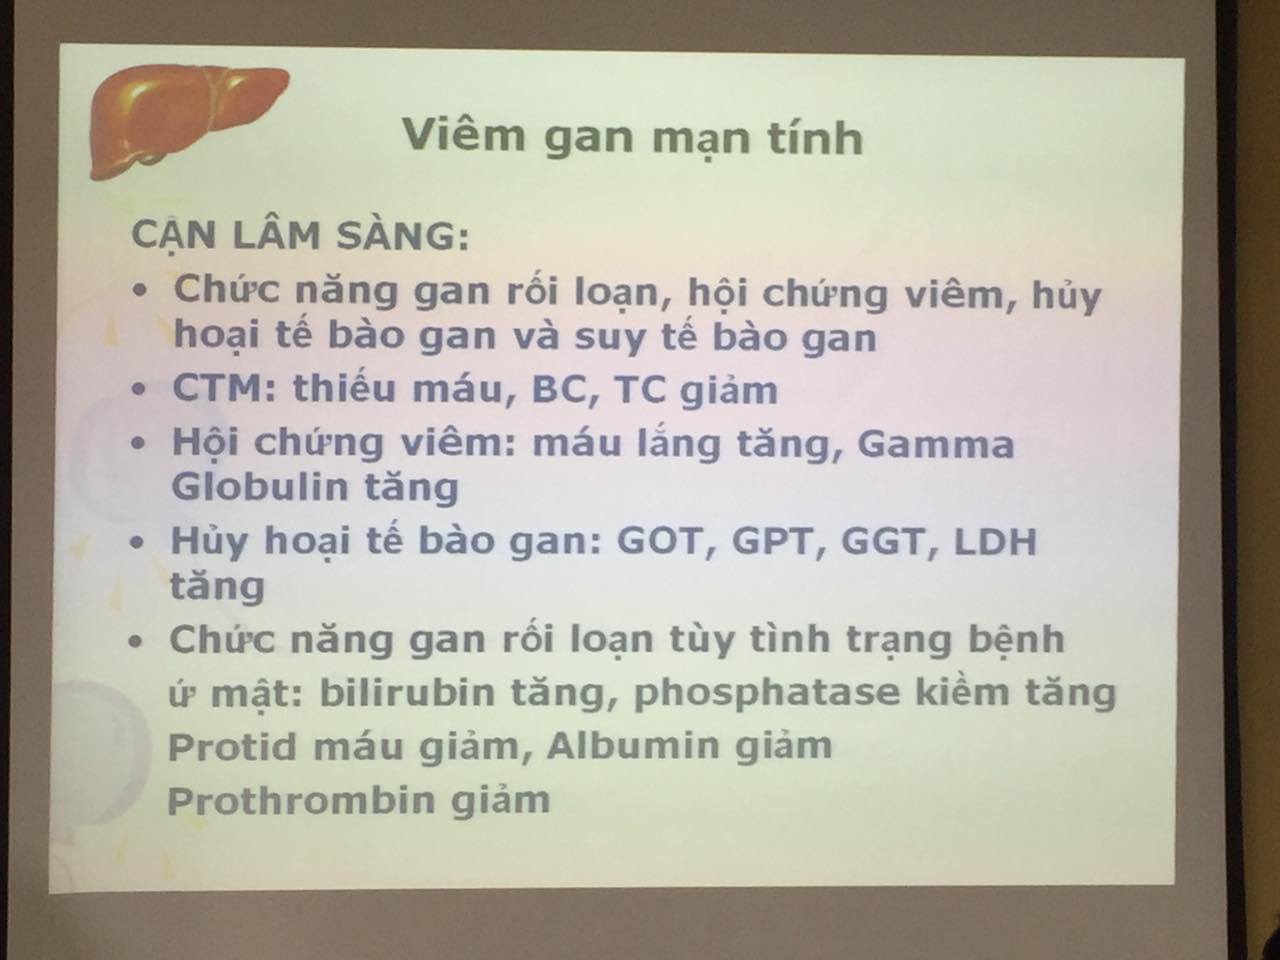 Viêm gan mạn tính
CẬN LÂM SÀNG:
• Chức năng gan rối loạn, hội chứng viêm, hủy
hoại tế bào gan và suy tế bào gan
• CTM: thiếu máu, BC, TC giảm
• Hội chứng viêm: máu lắng tăng, Gamma
Globulin tăng
• Hủy hoại tế bào gan: GOT, GPT, GGT, LDH
tăng
• Chức năng gan rối loạn tùy tình trạng bệnh
ứ mật: bilirubin tăng, phosphatase kiềm tăng
Protid máu giảm, Albumin giảm
Prothrombin giảm